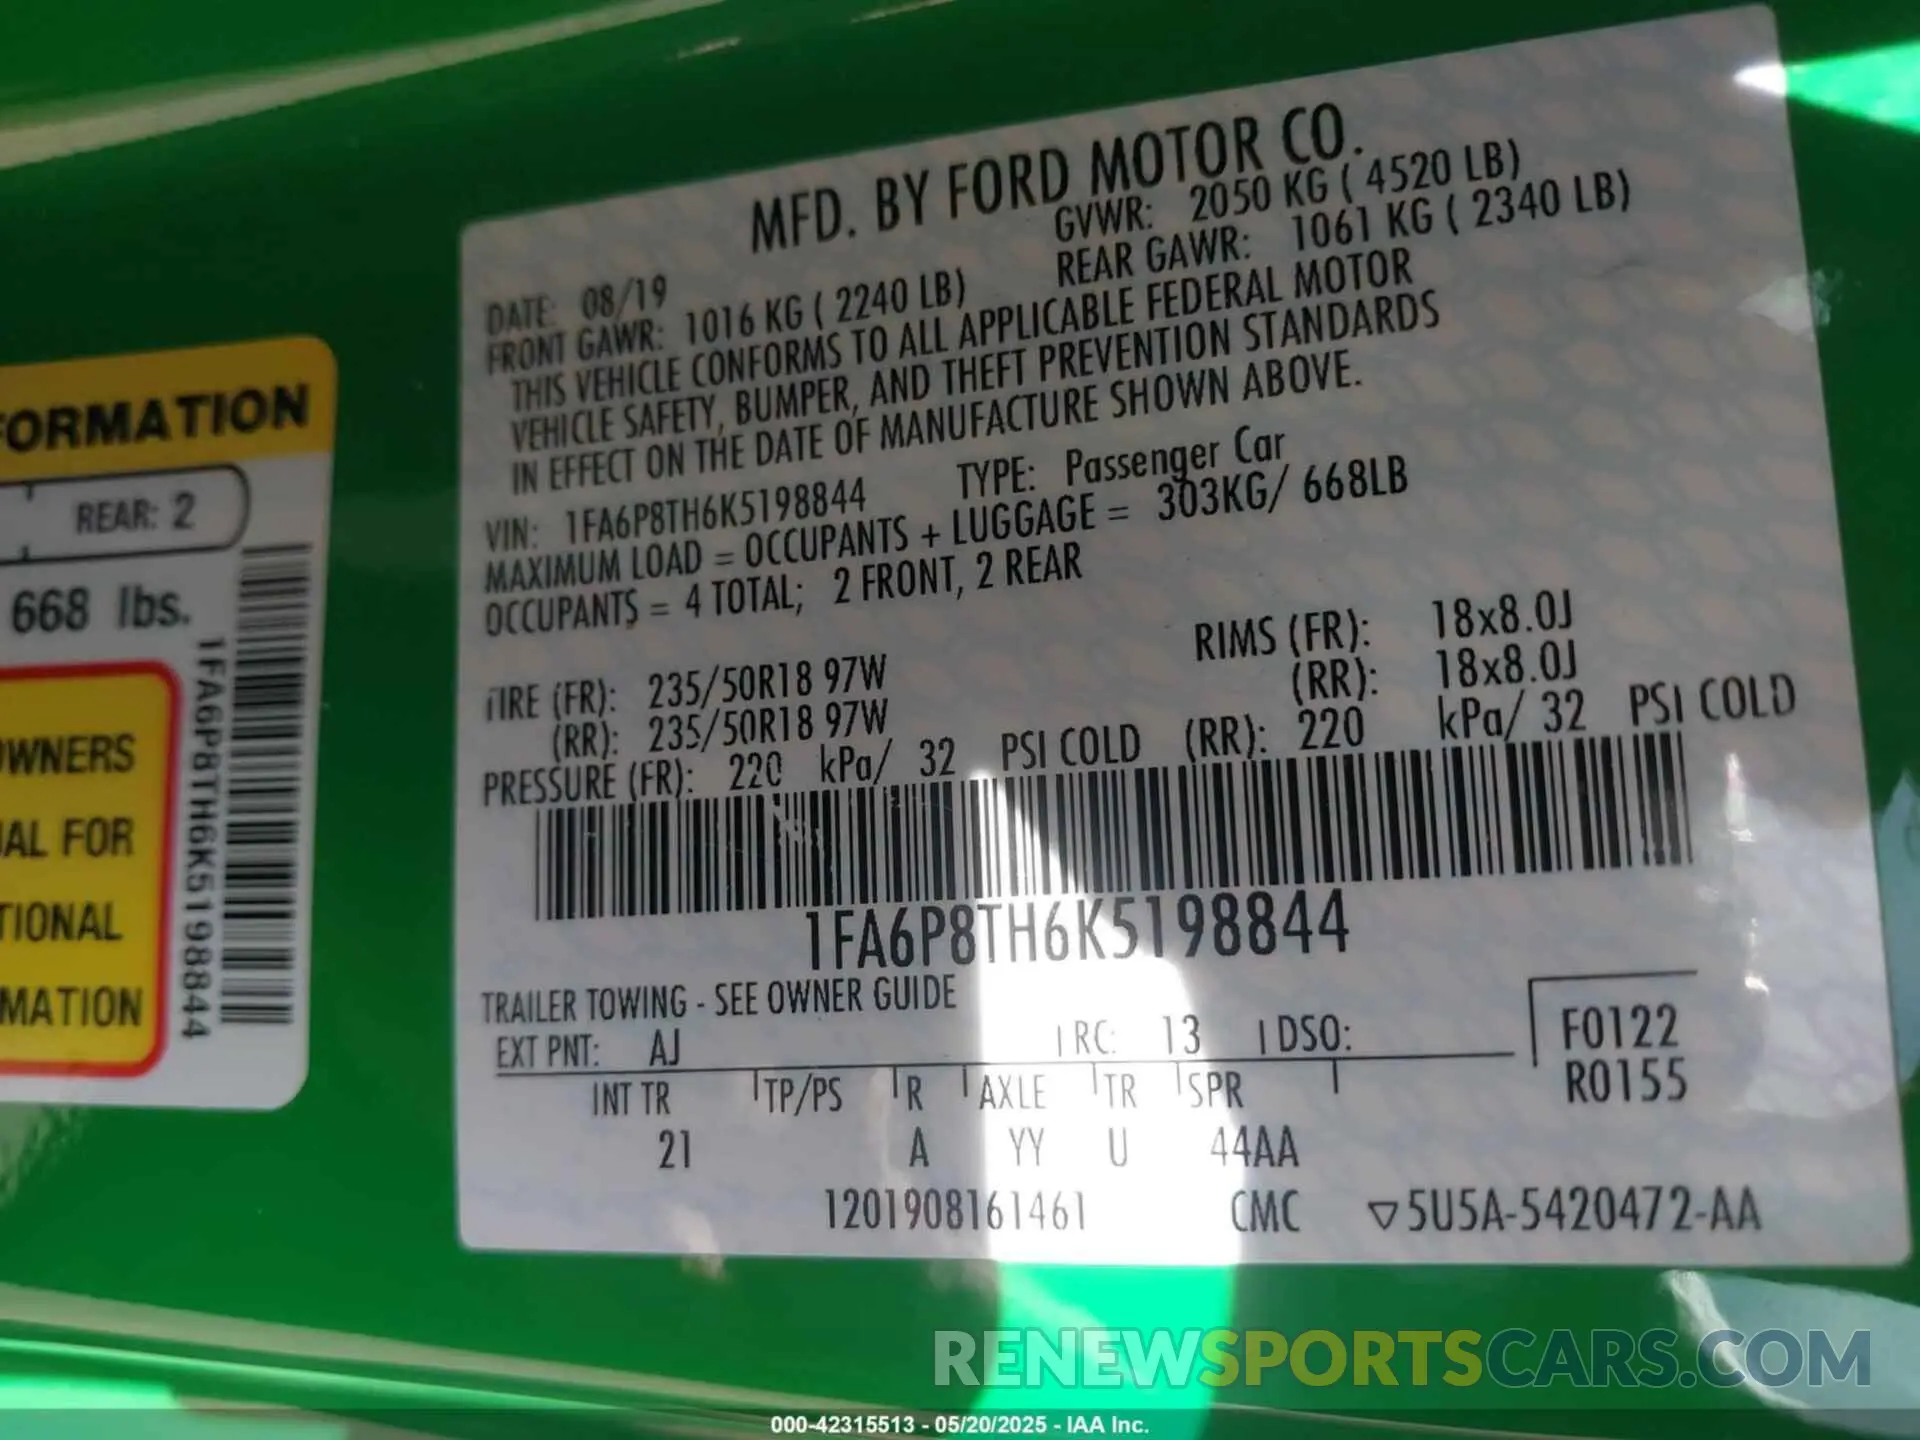 MFD. BY FORD MOTOR CO.
DATE: 08/19 GVWR: 2050 KG ( 4520 LB)
FRONT GAWR: 1016 KG ( 2240 LB) REAR GAWR: 1061 KG ( 2340 LB)
THIS VEHICLE CONFORMS TO ALL APPLICABLE FEDERAL MOTOR
VEHICLE SAFETY, BUMPER, AND THEFT PREVENTION STANDARDS
IN EFFECT ON THE DATE OF MANUFACTURE SHOWN ABOVE.
VIN: 1FA6P8TH6K5198844 TYPE: Passenger Car
MAXIMUM LOAD = OCCUPANTS + LUGGAGE = 303KG/ 668LB
OCCUPANTS = 4 TOTAL; 2 FRONT, 2 REAR
TIRE (FR): 235/50R18 97W RIMS (FR): 18x8.0J
(RR): 235/50R18 97W (RR): 18x8.0J
PRESSURE (FR): 220 kPa/ 32 PSI COLD (RR): 220 kPa/ 32 PSI COLD
1FA6P8TH6K5198844
TRAILER TOWING - SEE OWNER GUIDE
EXT PNT: AJ RC: 13 DSO: F0122
R0155
INT TR TP/PS R AXLE TR SPR
21 A YY U 44AA
1201908161461 CMC ▽5U5A-5420472-AA
FORMATION
REAR: 2
668 lbs.
OWNERS
UAL FOR
TIONAL
MATION
1FA6P8TH6K5198844
RENEWSPORTSCARS.COM
000-42315513 - 05/20/2025 - IAA Inc.